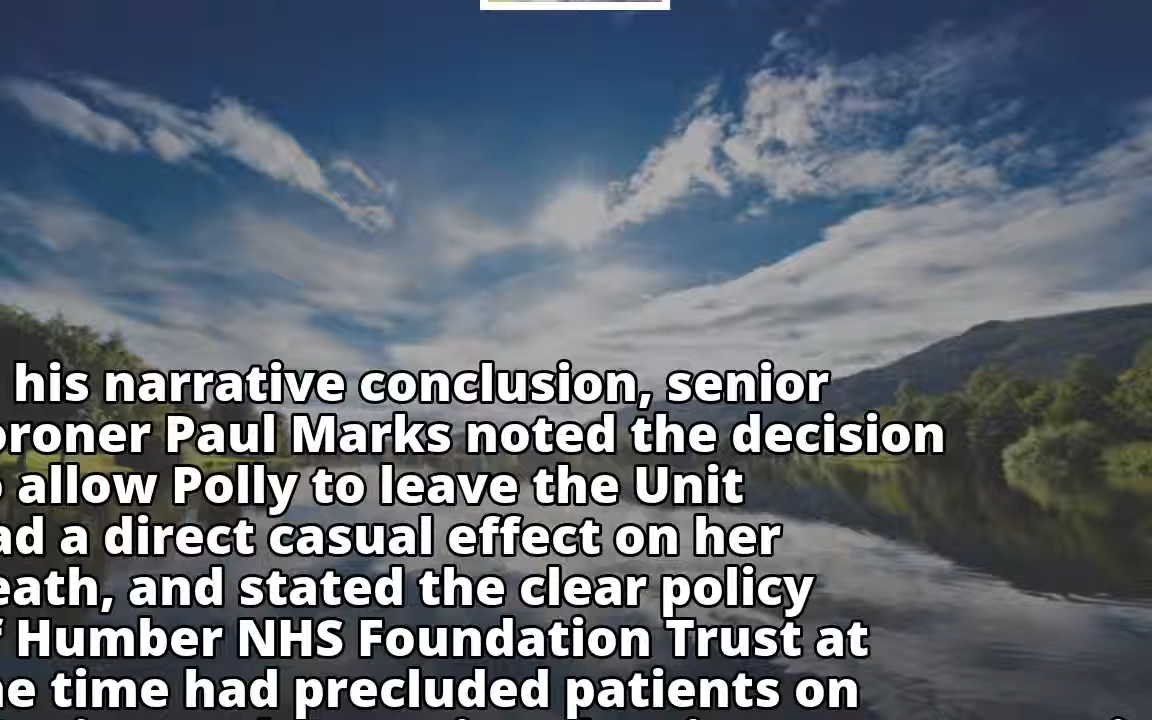 his narrative conclusion, senior
oroner Paul Marks noted the decision
allow Polly to leave the Unit
ad a direct casual effect on her
eath, and stated the clear policy
f Humber NHS Foundation Trust at
he time had precluded patients on